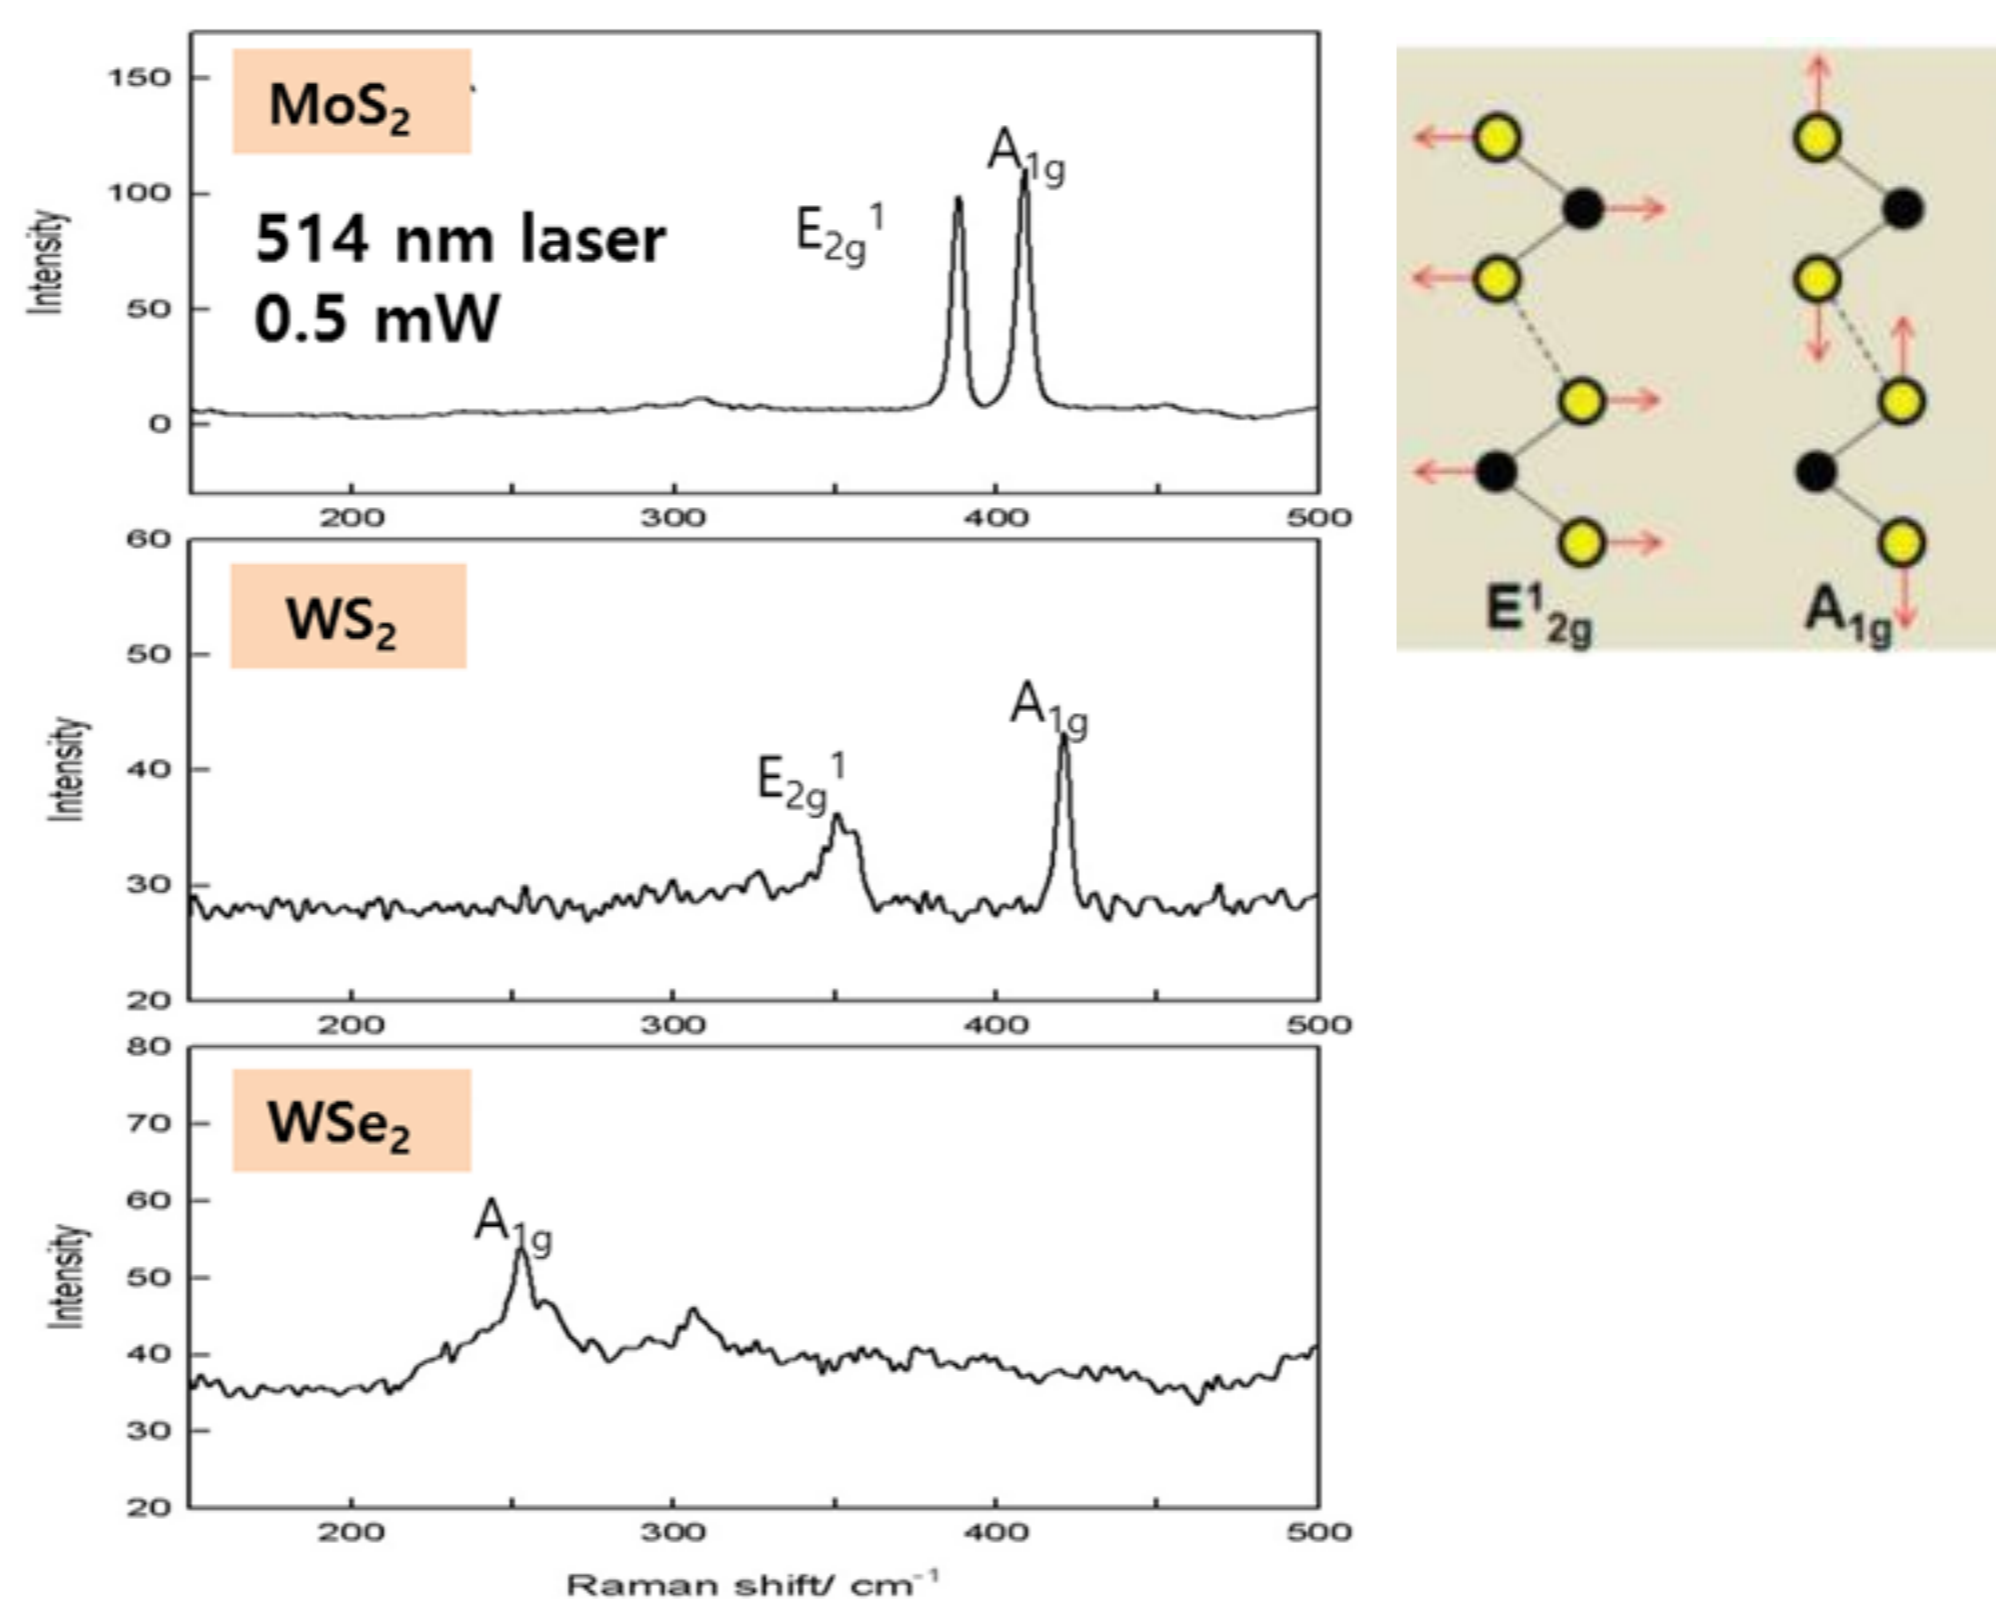 MoS₂
514 nm laser
0.5 mW
150
100
50
0
Intensity
E₂g¹
A₁g
200 300 400 500
WS₂
60
50
40
30
20
Intensity
E₂g¹
A₁g
200 300 400 500
WSe₂
80
70
60
50
40
30
20
Intensity
A₁g
200 300 400 500
Raman shift/ cm⁻¹
E¹₂g A₁g